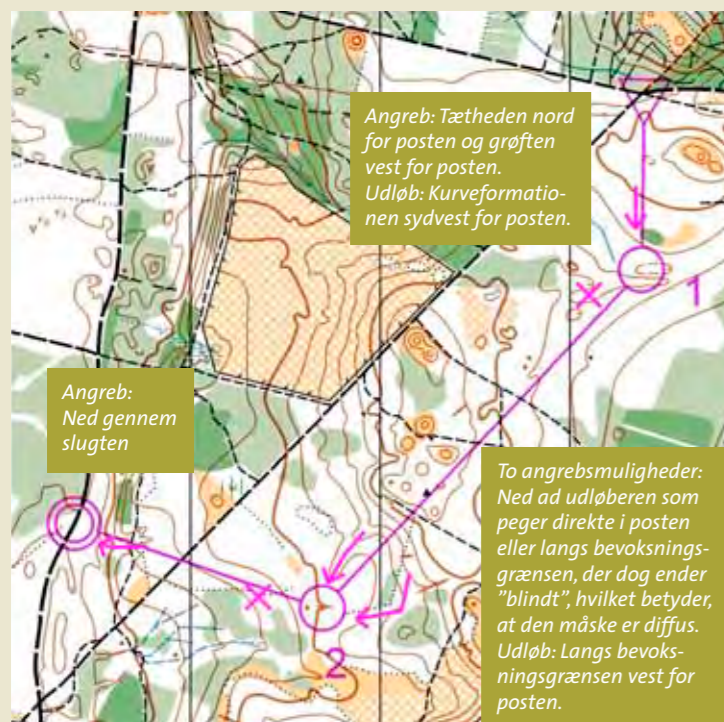 Angreb: Tætheden nord
for posten og grøften
vest for posten.
Udløb: Kurveformatio-
nen sydvest for posten.
1
Angreb:
Ned gennem
slugten
To angrebsmuligheder:
Ned ad udløberen som
peger direkte i posten
eller langs bevoksnings-
grænsen, der dog ender
”blindt”, hvilket betyder,
at den måske er diffus.
Udløb: Langs bevoks-
ningsgrænsen vest for
posten.
2